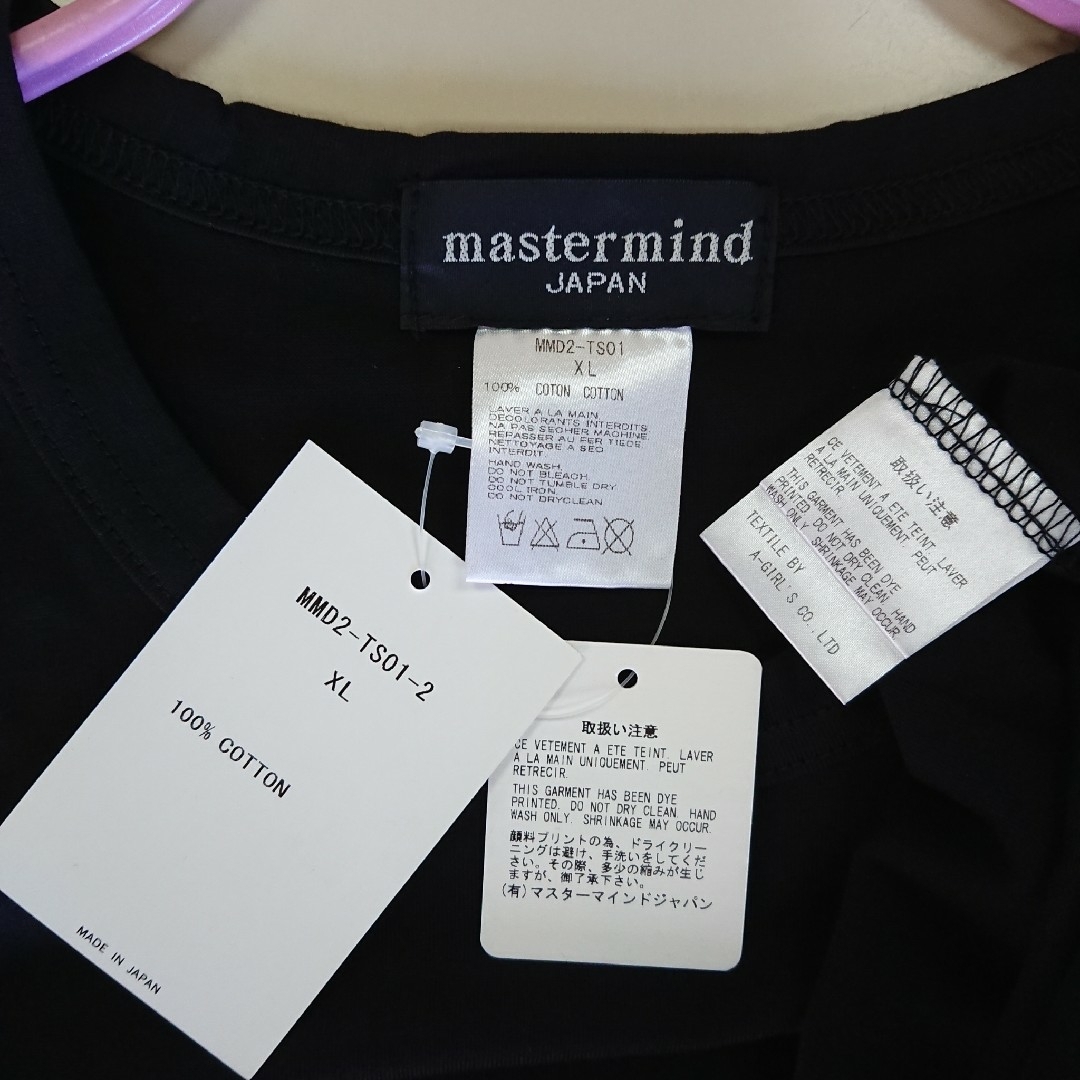 mastermind
JAPAN
MMD2-TS01
XL
100% COTON COTTON
LAVER A LA MAIN.
DECOLORANTS INTERDITS
NA PAS SECHER MACHINE.
REPASSER AU FER TIEDE.
NETTOYAGE A SEO
INTERDIT.
HAND WASH.
DO NOT BLEACH.
DO NOT TUMBLE DRY.
COOL IRON.
DO NOT DRYCLEAN.
取扱い注意
CE VETEMENT A ETE TEINT. LAVER
A LA MAIN UNIQUEMENT. PEUT
RETRECIR.
THIS GARMENT HAS BEEN DYE
PRINTED. DO NOT DRY CLEAN. HAND
WASH ONLY. SHRINKAGE MAY OCCUR.
TEXTILE BY
A-GIRL'S CO., LTD
MMD2-TS01-2
XL
100% COTTON
MADE IN JAPAN
取扱い注意
CE VETEMENT A ETE TEINT. LAVER
A LA MAIN UNIQUEMENT. PEUT
RETRECIR.
THIS GARMENT HAS BEEN DYE
PRINTED. DO NOT DRY CLEAN. HAND
WASH ONLY. SHRINKAGE MAY OCCUR.
顔料プリントの為、ドライクリー
ニングは避け、手洗いをしてくだ
さい。その際、多少の縮みが生じ
ますが、御了承下さい。
(有)マスターマインドジャパン